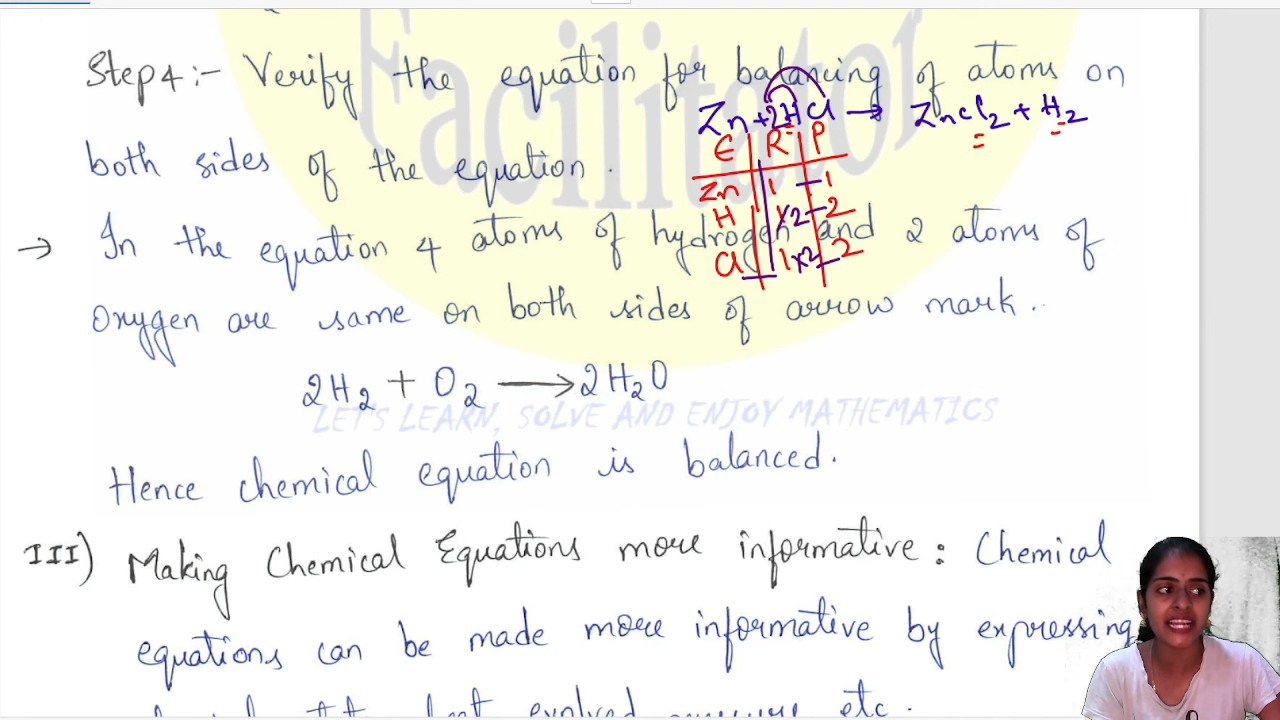 Facilitator
Step 4:- Verify the equation for balancing of atoms on
Zn + 2HCl → ZnCl2 + H2
both sides of the equation.
E R P
Zn 1 1
H 1×2 2
Cl 1×2 2
→ In the equation 4 atoms of hydrogen and 2 atoms of
Oxygen are same on both sides of arrow mark.
2H2 + O2 → 2H2O
LET'S LEARN, SOLVE AND ENJOY MATHEMATICS
Hence chemical equation is balanced.
III) Making Chemical Equations more informative: Chemical
equations can be made more informative by expressing
evolved etc.